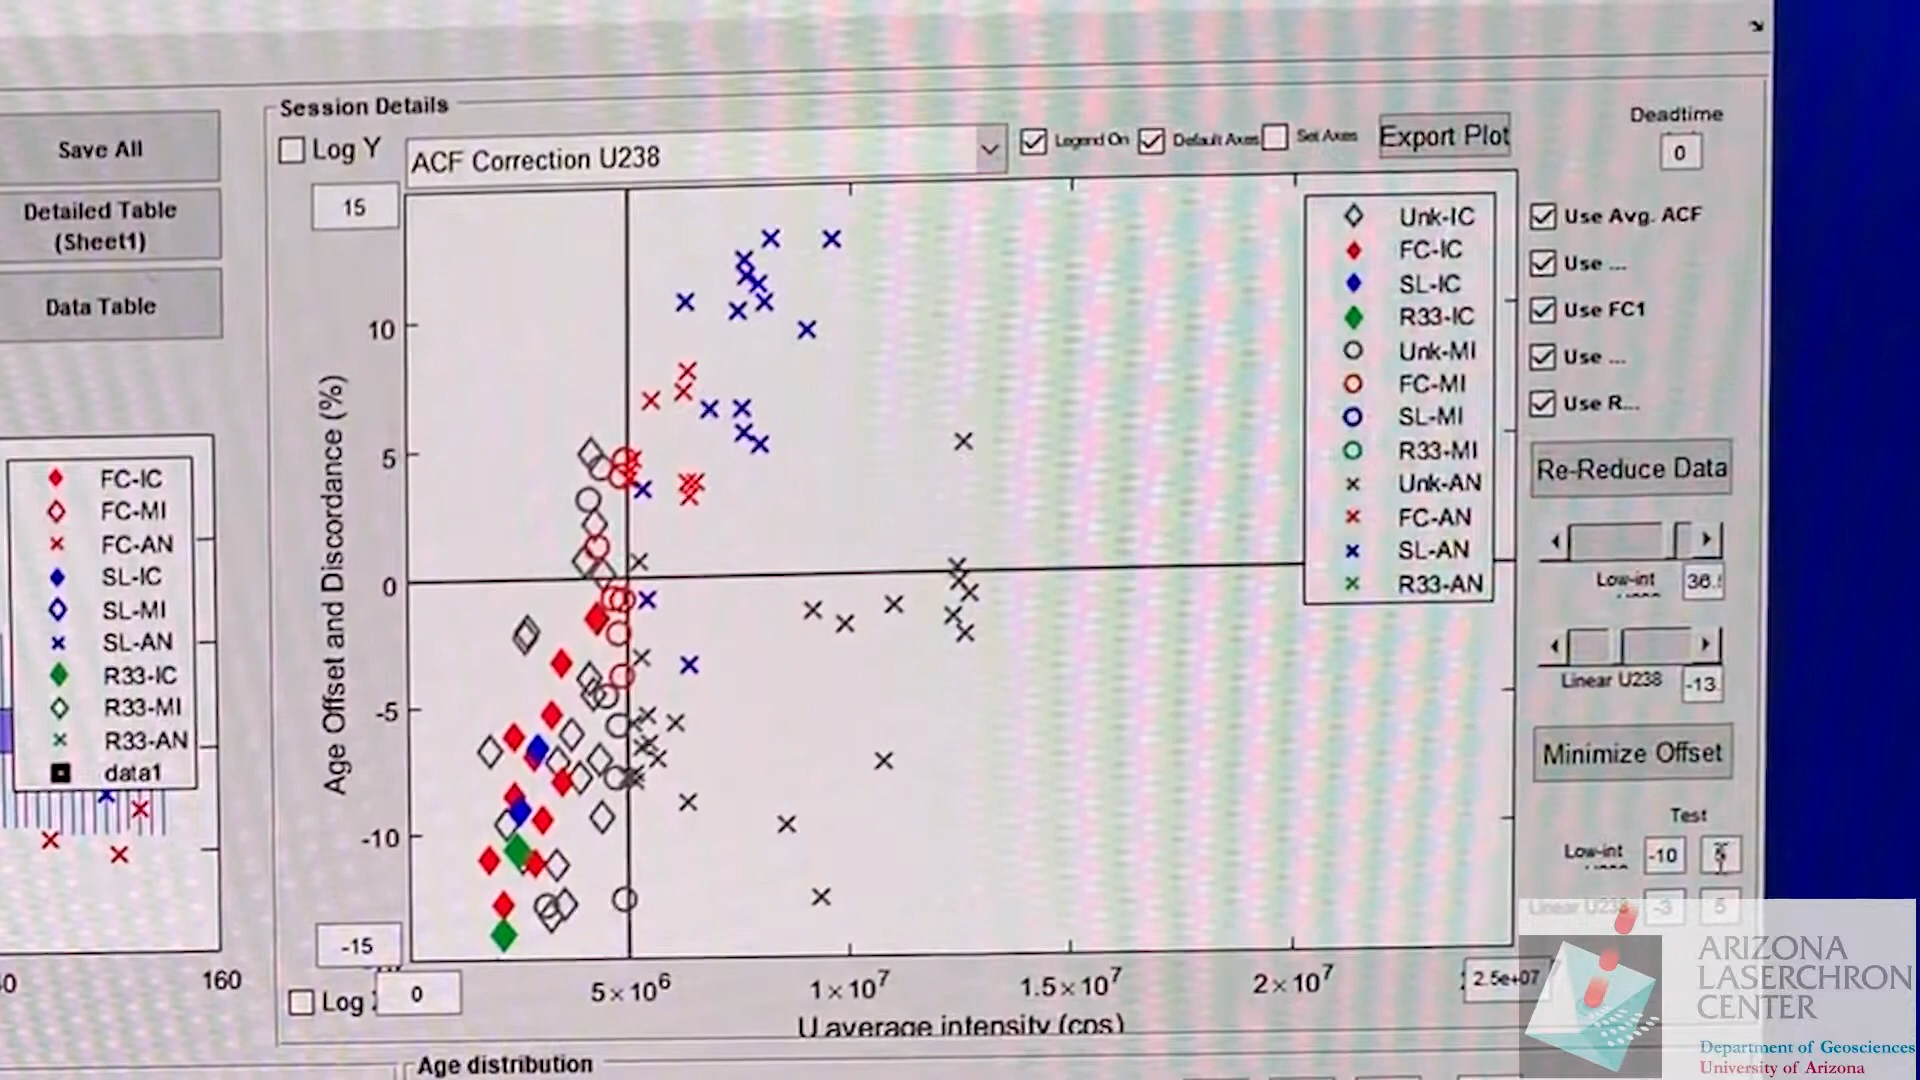 Session Details
Save All
Log Y
ACF Correction U238
Legend On
Default Axes
Set Axes
Export Plot
Deadtime
0
Detailed Table
(Sheet1)
Data Table
15
10
5
0
-5
-10
-15
Age Offset and Discordance (%)
Unk-IC
FC-IC
SL-IC
R33-IC
Unk-MI
FC-MI
SL-MI
R33-MI
Unk-AN
FC-AN
SL-AN
R33-AN
Use Avg. ACF
Use ...
Use FC1
Use ...
Use R...
Re-Reduce Data
Low-int
Linear U238
-13
Minimize Offset
Test
Low-int
-10
Linear U238
-3
5
FC-IC
FC-MI
FC-AN
SL-IC
SL-MI
SL-AN
R33-IC
R33-MI
R33-AN
data1
160
Log
0
5×10⁶
1×10⁷
1.5×10⁷
2×10⁷
2.5e+07
U average intensity (cps)
Age distribution
ARIZONA
LASERCHRON
CENTER
Department of Geosciences
University of Arizona